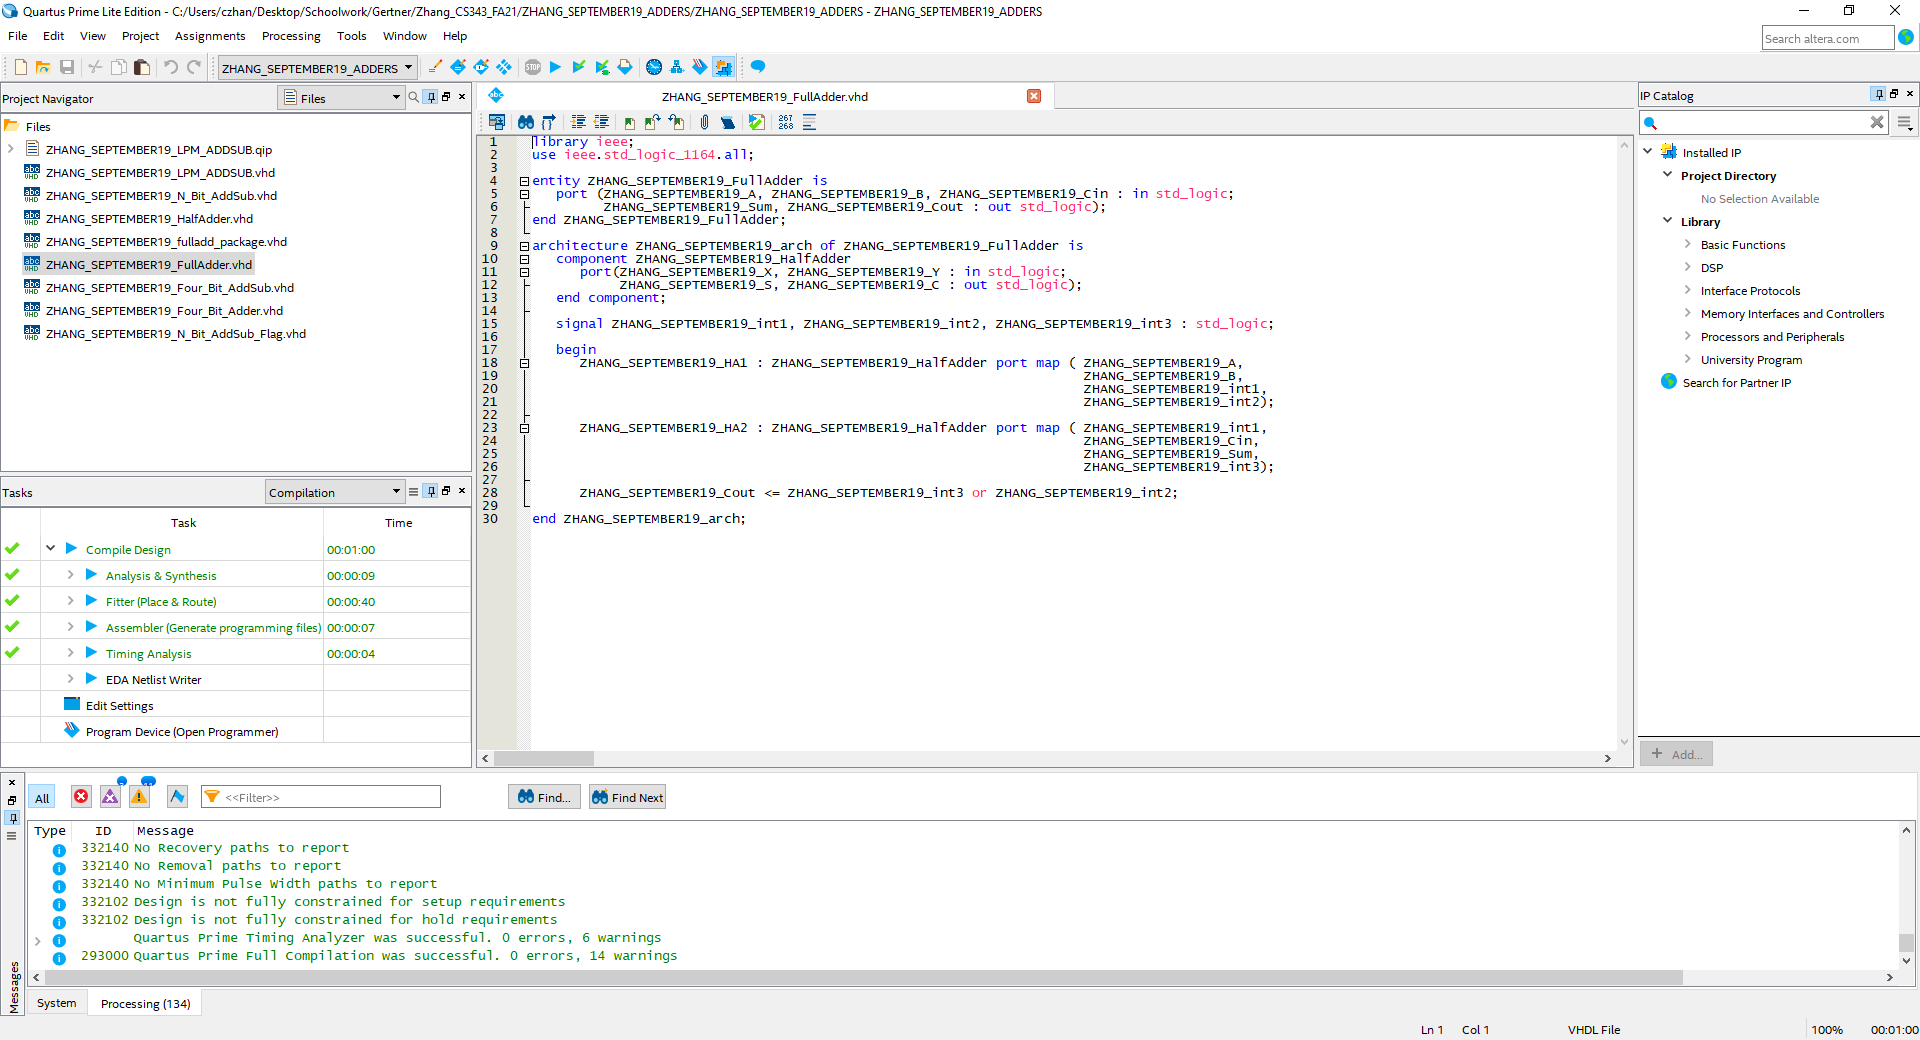 Quartus Prime Lite Edition - C:/Users/czhan/Desktop/Schoolwork/Gertner/Zhang_CS343_FA21/ZHANG_SEPTEMBER19_ADDERS/ZHANG_SEPTEMBER19_ADDERS - ZHANG_SEPTEMBER19_ADDERS
File Edit View Project Assignments Processing Tools Window Help
Search altera.com
STOP ZHANG_SEPTEMBER19_ADDERS
Project Navigator Files
Files
ZHANG_SEPTEMBER19_LPM_ADDSUB.qip
ZHANG_SEPTEMBER19_LPM_ADDSUB.vhd
ZHANG_SEPTEMBER19_N_Bit_AddSub.vhd
ZHANG_SEPTEMBER19_HalfAdder.vhd
ZHANG_SEPTEMBER19_fulladd_package.vhd
ZHANG_SEPTEMBER19_FullAdder.vhd
ZHANG_SEPTEMBER19_Four_Bit_AddSub.vhd
ZHANG_SEPTEMBER19_Four_Bit_Adder.vhd
ZHANG_SEPTEMBER19_N_Bit_AddSub_Flag.vhd
Tasks Compilation
Task Time
Compile Design 00:01:00
Analysis & Synthesis 00:00:09
Fitter (Place & Route) 00:00:40
Assembler (Generate programming files) 00:00:07
Timing Analysis 00:00:04
EDA Netlist Writer
Edit Settings
Program Device (Open Programmer)
ZHANG_SEPTEMBER19_FullAdder.vhd
267
268
1 library ieee;
2 use ieee.std_logic_1164.all;
3
4 entity ZHANG_SEPTEMBER19_FullAdder is
5 port (ZHANG_SEPTEMBER19_A, ZHANG_SEPTEMBER19_B, ZHANG_SEPTEMBER19_Cin : in std_logic;
6 ZHANG_SEPTEMBER19_Sum, ZHANG_SEPTEMBER19_Cout : out std_logic);
7 end ZHANG_SEPTEMBER19_FullAdder;
8
9 architecture ZHANG_SEPTEMBER19_arch of ZHANG_SEPTEMBER19_FullAdder is
10 component ZHANG_SEPTEMBER19_HalfAdder
11 port(ZHANG_SEPTEMBER19_X, ZHANG_SEPTEMBER19_Y : in std_logic;
12 ZHANG_SEPTEMBER19_S, ZHANG_SEPTEMBER19_C : out std_logic);
13 end component;
14
15 signal ZHANG_SEPTEMBER19_int1, ZHANG_SEPTEMBER19_int2, ZHANG_SEPTEMBER19_int3 : std_logic;
16
17 begin
18 ZHANG_SEPTEMBER19_HA1 : ZHANG_SEPTEMBER19_HalfAdder port map ( ZHANG_SEPTEMBER19_A,
19 ZHANG_SEPTEMBER19_B,
20 ZHANG_SEPTEMBER19_int1,
21 ZHANG_SEPTEMBER19_int2);
22
23 ZHANG_SEPTEMBER19_HA2 : ZHANG_SEPTEMBER19_HalfAdder port map ( ZHANG_SEPTEMBER19_int1,
24 ZHANG_SEPTEMBER19_Cin,
25 ZHANG_SEPTEMBER19_Sum,
26 ZHANG_SEPTEMBER19_int3);
27
28 ZHANG_SEPTEMBER19_Cout <= ZHANG_SEPTEMBER19_int3 or ZHANG_SEPTEMBER19_int2;
29
30 end ZHANG_SEPTEMBER19_arch;
IP Catalog
Installed IP
Project Directory
No Selection Available
Library
Basic Functions
DSP
Interface Protocols
Memory Interfaces and Controllers
Processors and Peripherals
University Program
Search for Partner IP
+ Add...
All <<Filter>> Find... Find Next
Type ID Message
332140 No Recovery paths to report
332140 No Removal paths to report
332140 No Minimum Pulse Width paths to report
332102 Design is not fully constrained for setup requirements
332102 Design is not fully constrained for hold requirements
Quartus Prime Timing Analyzer was successful. 0 errors, 6 warnings
293000 Quartus Prime Full Compilation was successful. 0 errors, 14 warnings
Messages
System Processing (134)
Ln 1 Col 1 VHDL File 100% 00:01:00